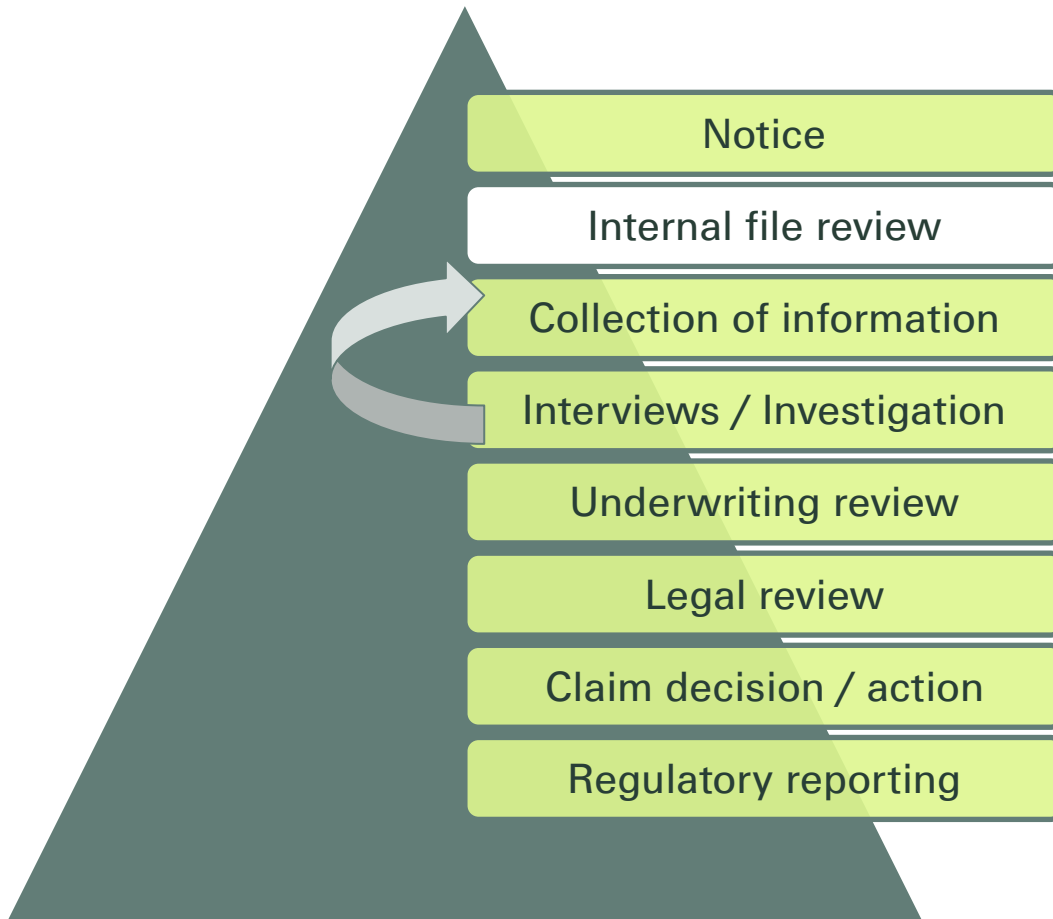 Notice
Internal file review
Collection of information
Interviews / Investigation
Underwriting review
Legal review
Claim decision / action
Regulatory reporting